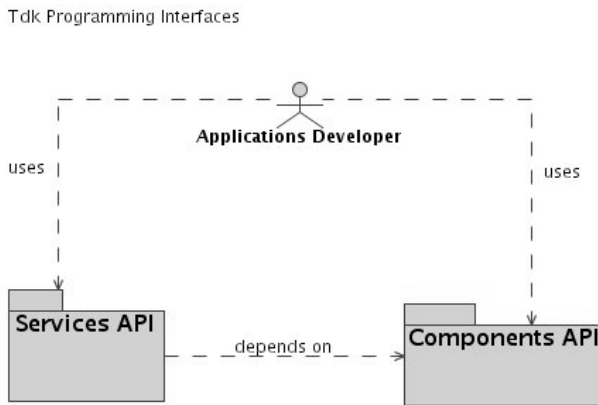 Tdk Programming Interfaces
Applications Developer
uses
uses
Services API
Components API
depends on